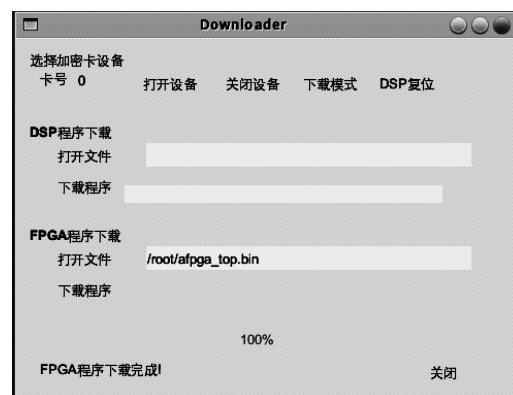 Downloader
选择加密卡设备
卡号 0 打开设备 关闭设备 下载模式 DSP复位
DSP程序下载
打开文件
下载程序
FPGA程序下载
打开文件 /root/afpga_top.bin
下载程序
100%
FPGA程序下载完成! 关闭